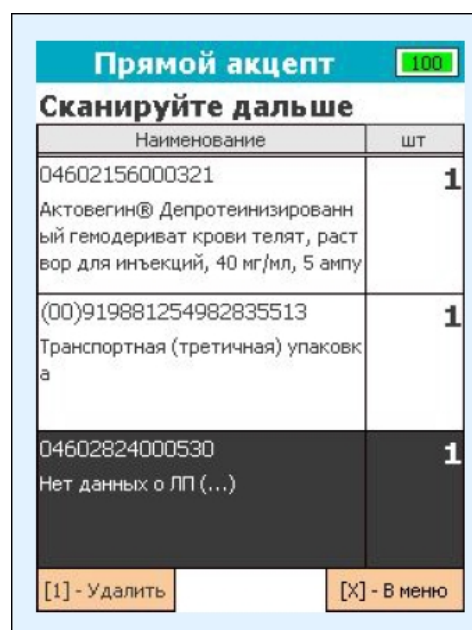 Прямой акцепт 100
Сканируйте дальше
Наименование шт
04602156000321 1
Актовегин® Депротеинизированн
ый гемодериват крови телят, раст
вор для инъекций, 40 мг/мл, 5 ампу
(00)919881254982835513 1
Транспортная (третичная) упаковк
а
04602824000530 1
Нет данных о ЛП (...)
[1] - Удалить [X] - В меню